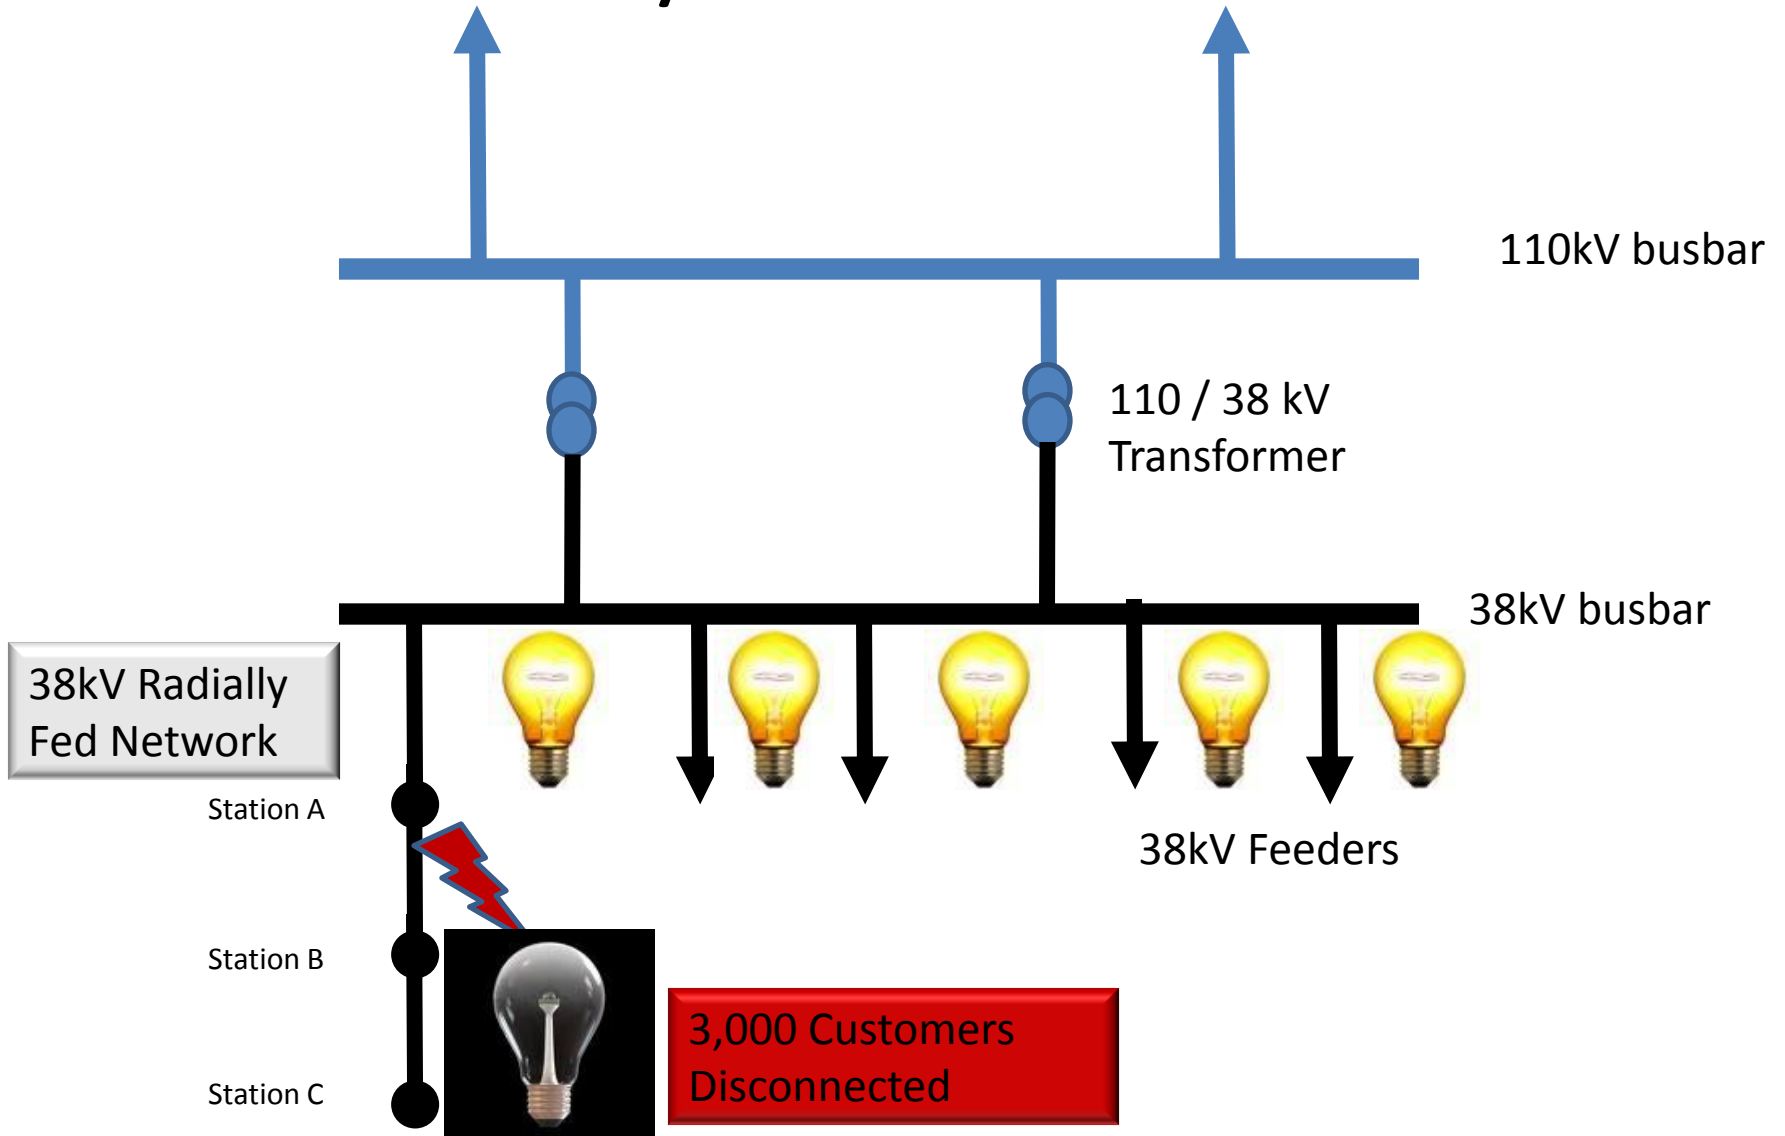 110kV busbar
110 / 38 kV
Transformer
38kV busbar
38kV Radially
Fed Network
Station A
38kV Feeders
Station B
3,000 Customers
Disconnected
Station C